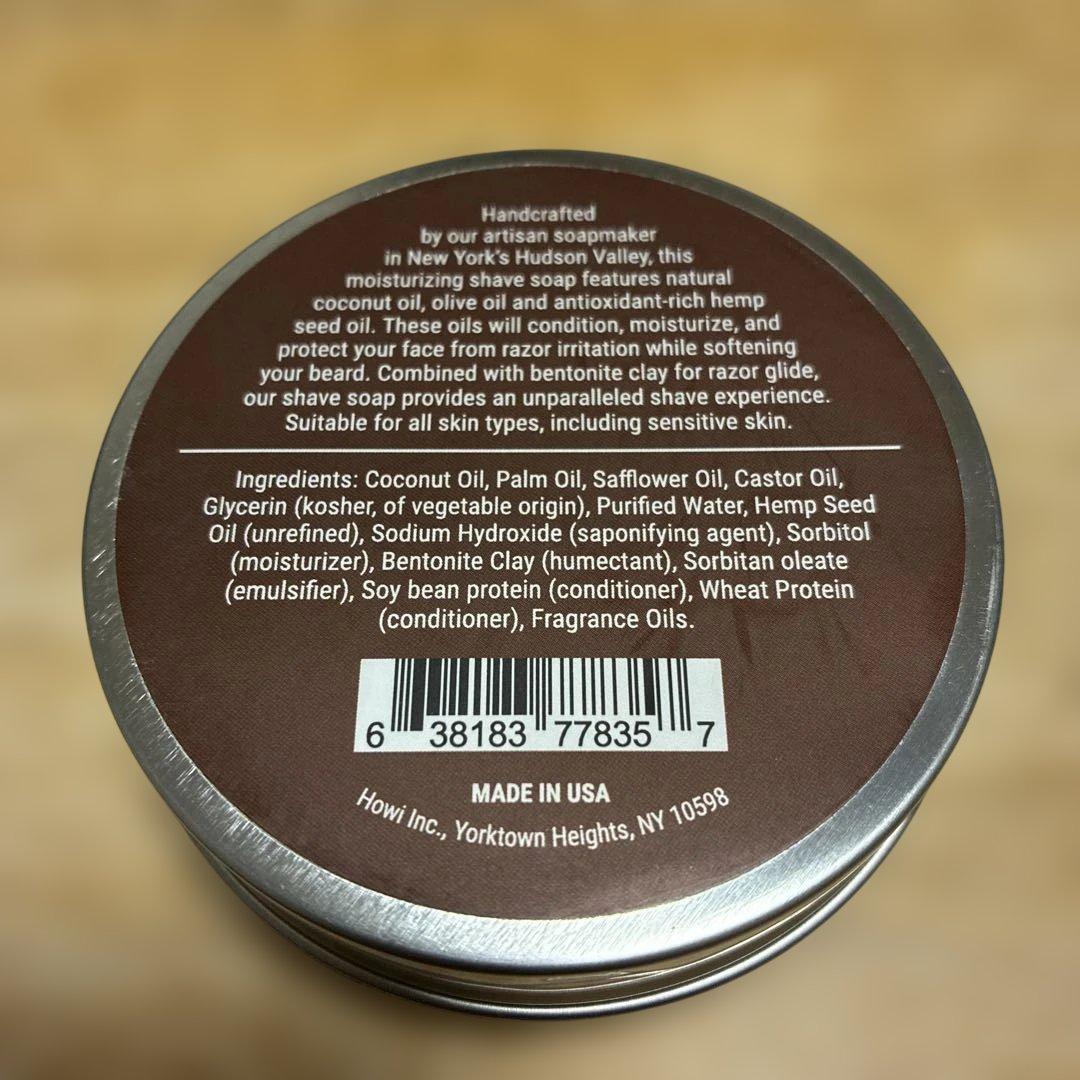 Handcrafted
by our artisan soapmaker
in New York's Hudson Valley, this
moisturizing shave soap features natural
coconut oil, olive oil and antioxidant-rich hemp
seed oil. These oils will condition, moisturize, and
protect your face from razor irritation while softening
your beard. Combined with bentonite clay for razor glide,
our shave soap provides an unparalleled shave experience.
Suitable for all skin types, including sensitive skin.
Ingredients: Coconut Oil, Palm Oil, Safflower Oil, Castor Oil,
Glycerin (kosher, of vegetable origin), Purified Water, Hemp Seed
Oil (unrefined), Sodium Hydroxide (saponifying agent), Sorbitol
(moisturizer), Bentonite Clay (humectant), Sorbitan oleate
(emulsifier), Soy bean protein (conditioner), Wheat Protein
(conditioner), Fragrance Oils.
6 38183 77835 7
MADE IN USA
Howi Inc., Yorktown Heights, NY 10598